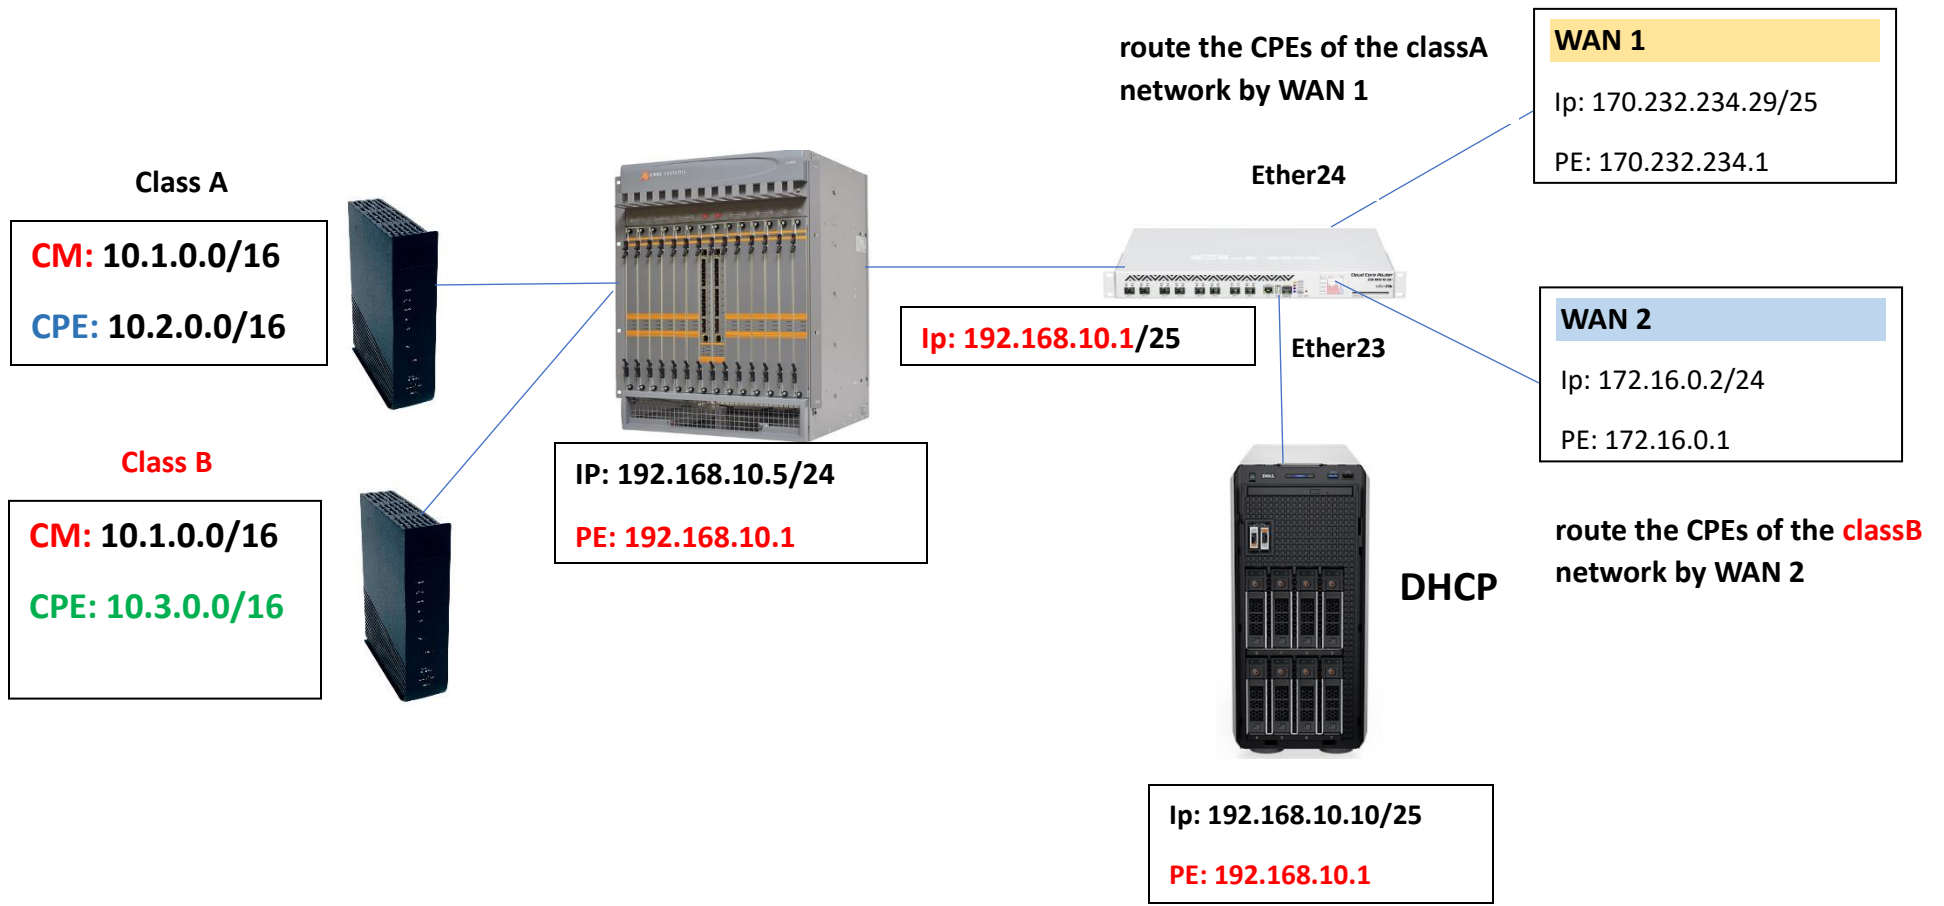 route the CPEs of the classA
network by WAN 1
WAN 1
Ip: 170.232.234.29/25
PE: 170.232.234.1
Ether24
Class A
CM: 10.1.0.0/16
CPE: 10.2.0.0/16
Ip: 192.168.10.1/25
Ether23
WAN 2
Ip: 172.16.0.2/24
PE: 172.16.0.1
Class B
CM: 10.1.0.0/16
CPE: 10.3.0.0/16
IP: 192.168.10.5/24
PE: 192.168.10.1
DHCP
route the CPEs of the classB
network by WAN 2
Ip: 192.168.10.10/25
PE: 192.168.10.1
Cloud Core Router
DELL